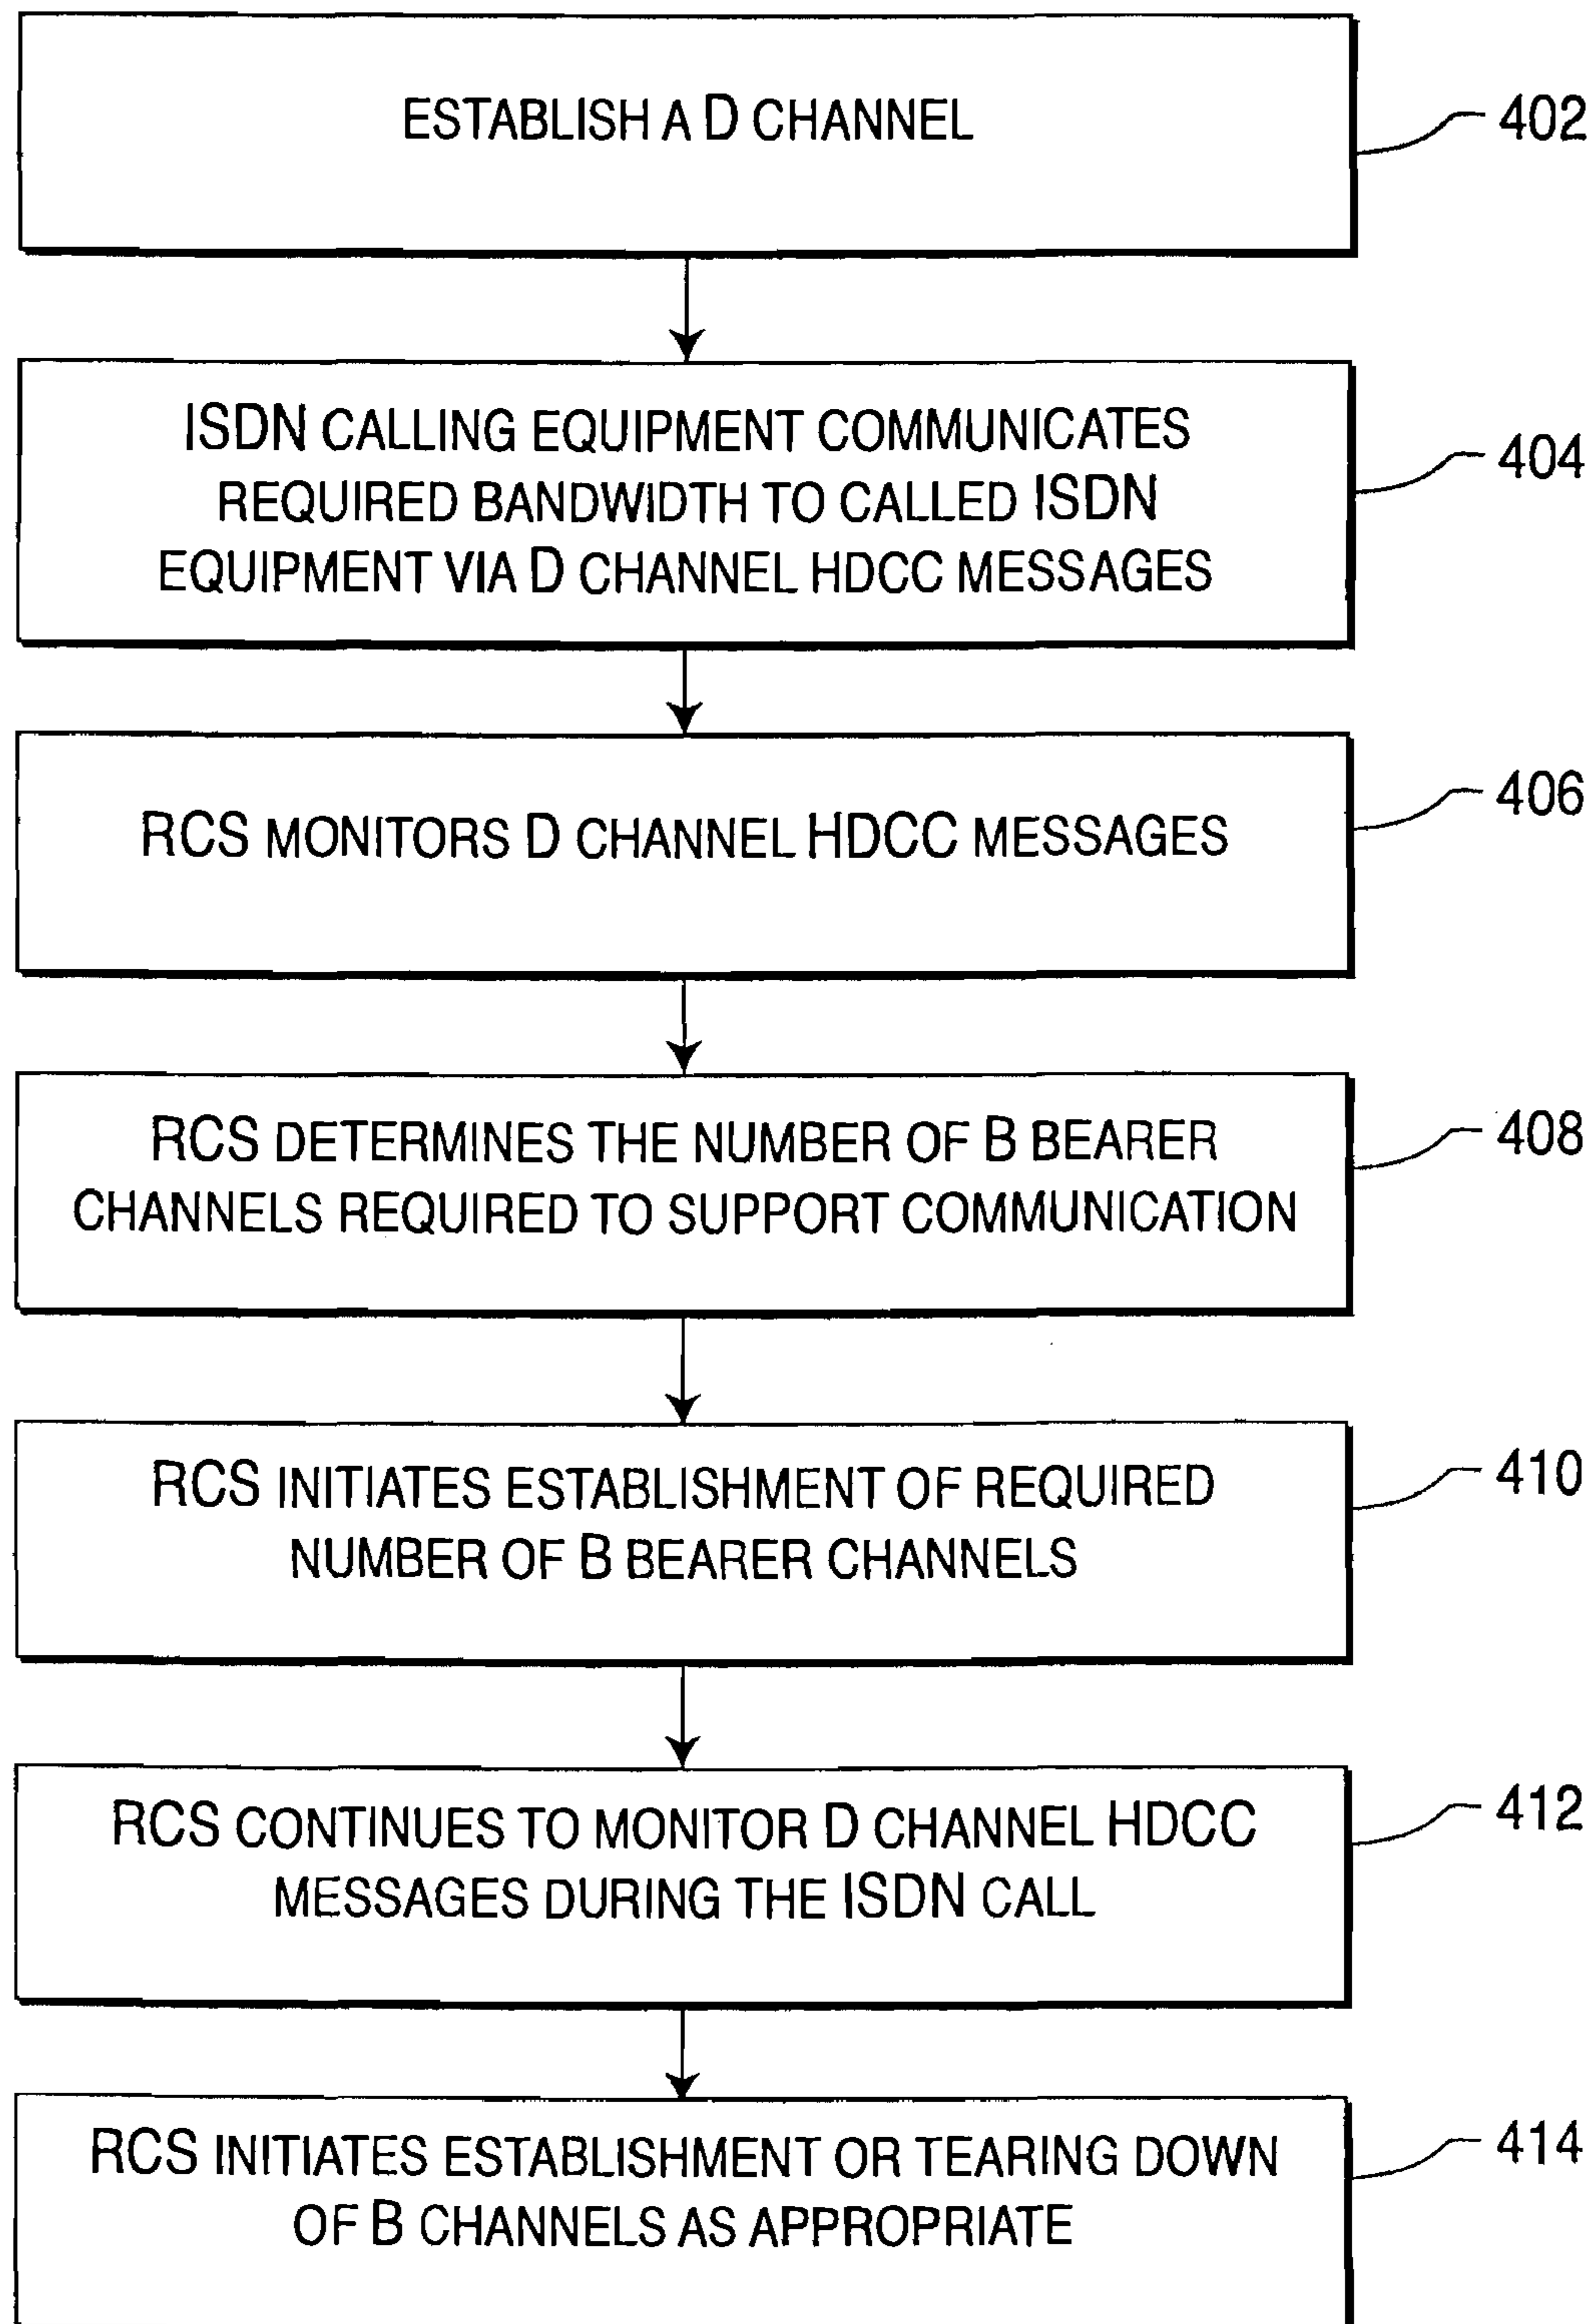 ESTABLISH A D CHANNEL
402
ISDN CALLING EQUIPMENT COMMUNICATES
REQUIRED BANDWIDTH TO CALLED ISDN
EQUIPMENT VIA D CHANNEL HDCC MESSAGES
404
RCS MONITORS D CHANNEL HDCC MESSAGES
406
RCS DETERMINES THE NUMBER OF B BEARER
CHANNELS REQUIRED TO SUPPORT COMMUNICATION
408
RCS INITIATES ESTABLISHMENT OF REQUIRED
NUMBER OF B BEARER CHANNELS
410
RCS CONTINUES TO MONITOR D CHANNEL HDCC
MESSAGES DURING THE ISDN CALL
412
RCS INITIATES ESTABLISHMENT OR TEARING DOWN
OF B CHANNELS AS APPROPRIATE
414